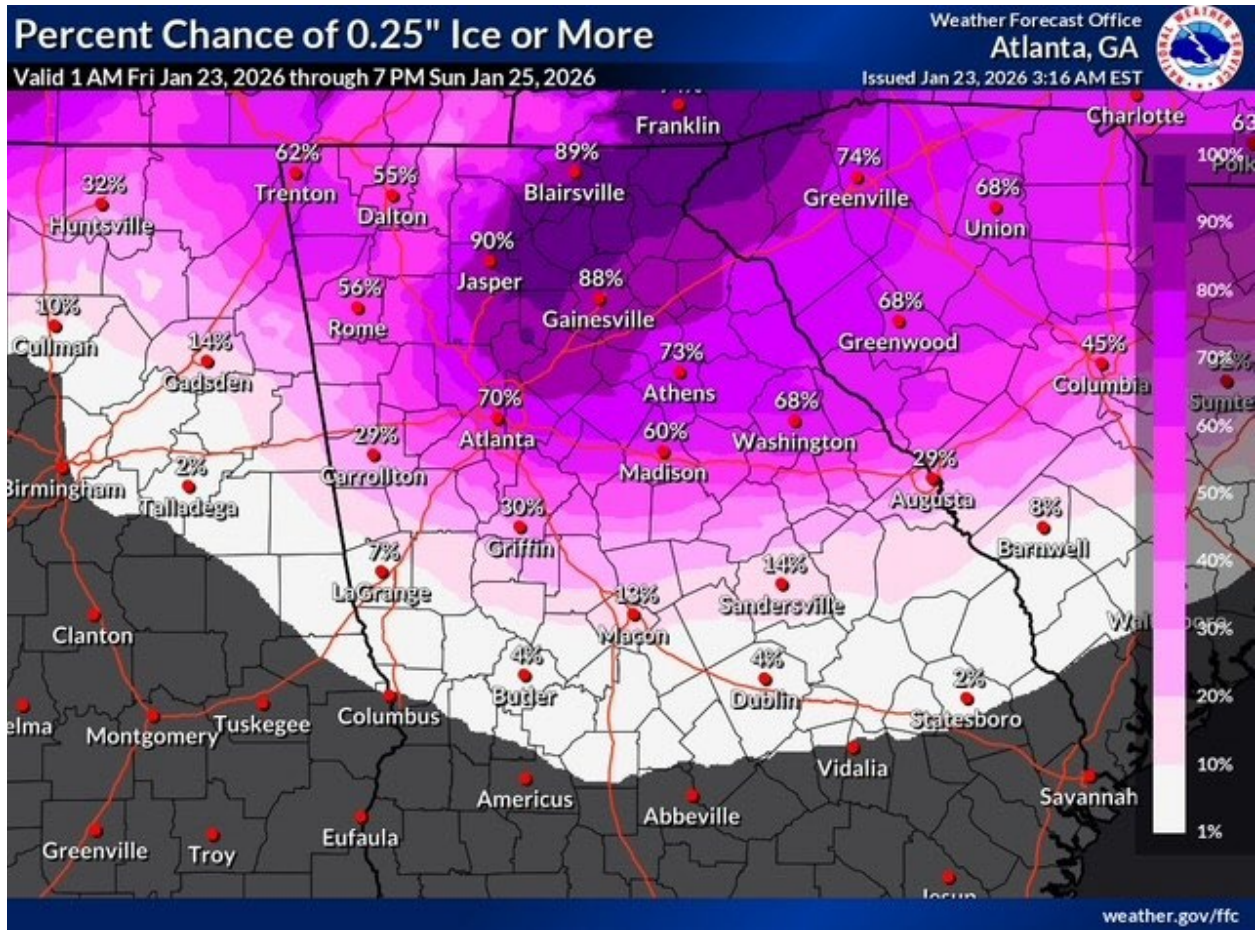 Percent Chance of 0.25" Ice or More
Valid 1 AM Fri Jan 23, 2026 through 7 PM Sun Jan 25, 2026
Weather Forecast Office
Atlanta, GA
Issued Jan 23, 2026 3:16 AM EST
NATIONAL WEATHER SERVICE
Franklin
Charlotte
62%
Trenton
55%
Dalton
89%
Blairsville
74%
Greenville
68%
Union
32%
Huntsville
90%
Jasper
88%
Gainesville
56%
Rome
68%
Greenwood
10%
Cullman
14%
Gadsden
73%
Athens
45%
Columbia
70%
Atlanta
68%
Washington
29%
Carrollton
60%
Madison
29%
Augusta
Birmingham
2%
Talladega
30%
Griffin
8%
Barnwell
7%
LaGrange
14%
Sandersville
13%
Macon
Clanton
4%
Butler
4%
Dublin
2%
Statesboro
elma
Montgomery
Tuskegee
Columbus
Vidalia
Americus
Abbeville
Savannah
Greenville
Troy
Eufaula
100%
90%
80%
70%
60%
50%
40%
30%
20%
10%
1%
weather.gov/ffc